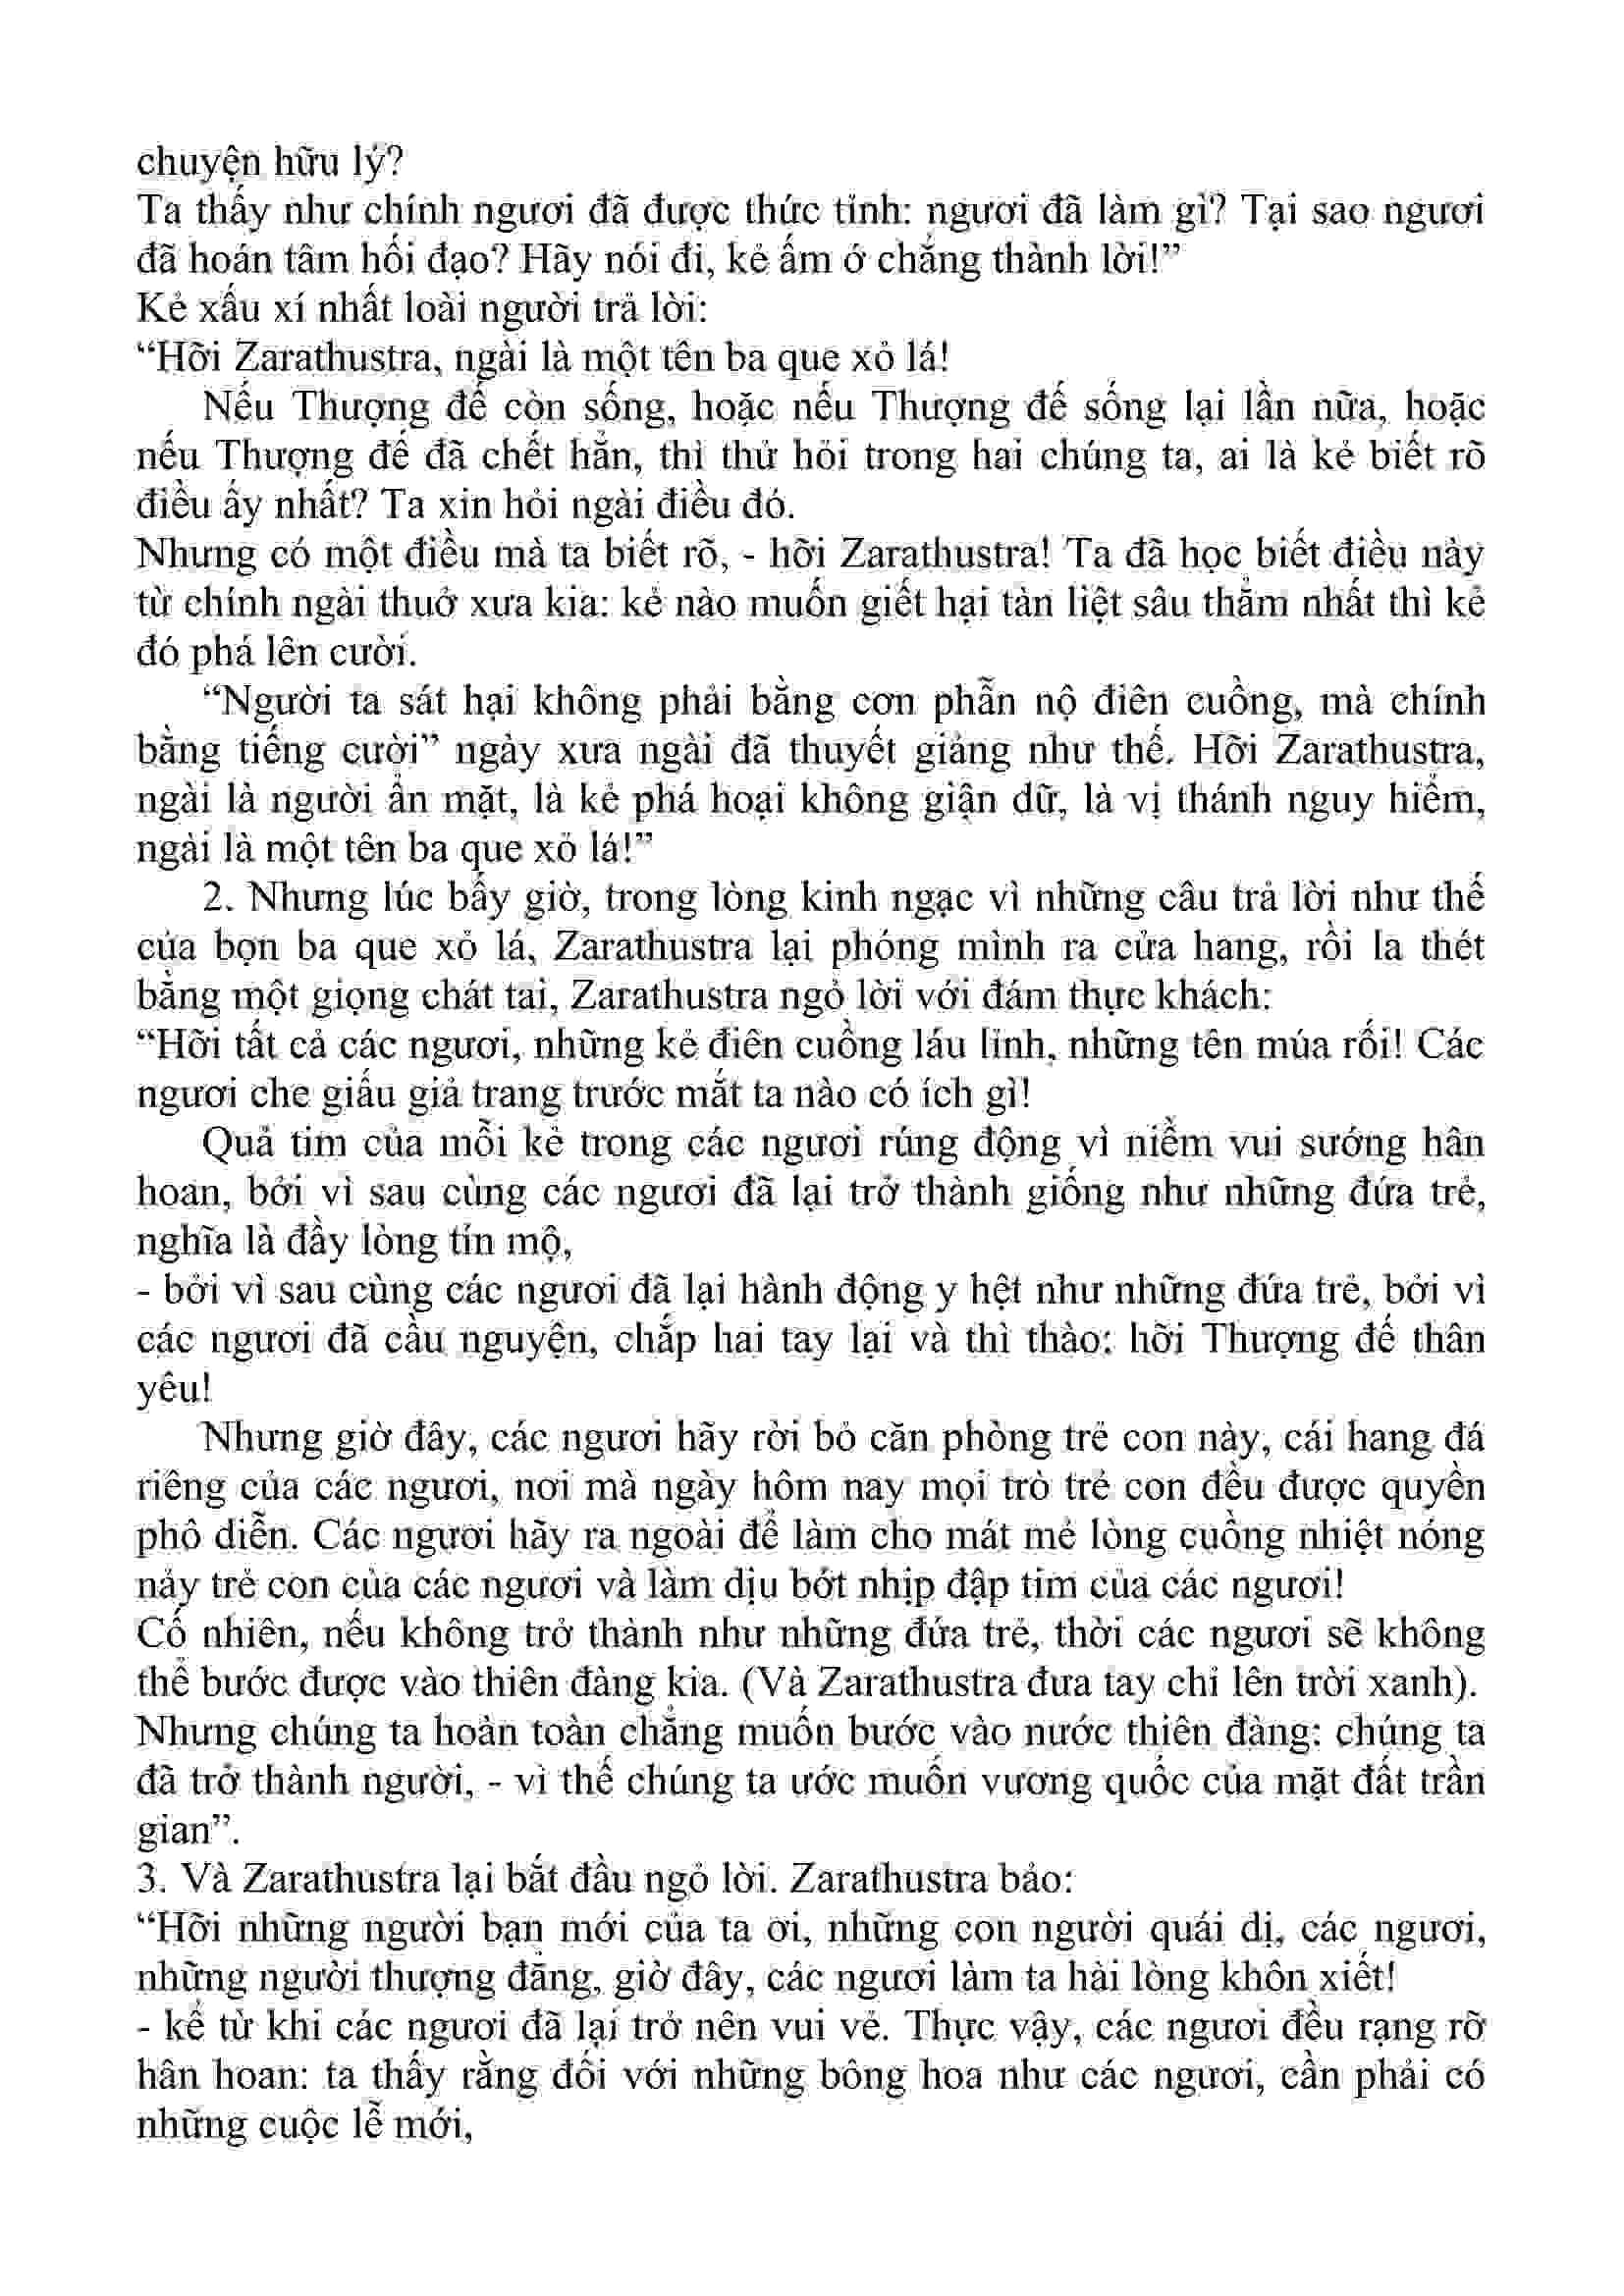 chuyện hữu lý?
Ta thấy như chính ngươi đã được thức tỉnh: ngươi đã làm gì? Tại sao ngươi
đã hoán tâm hối đạo? Hãy nói đi, kẻ ấm ớ chẳng thành lời!”
Kẻ xấu xí nhất loài người trả lời:
“Hỡi Zarathustra, ngài là một tên ba que xỏ lá!
Nếu Thượng đế còn sống, hoặc nếu Thượng đế sống lại lần nữa, hoặc
nếu Thượng đế đã chết hẳn, thì thử hỏi trong hai chúng ta, ai là kẻ biết rõ
điều ấy nhất? Ta xin hỏi ngài điều đó.
Nhưng có một điều mà ta biết rõ, - hỡi Zarathustra! Ta đã học biết điều này
từ chính ngài thuở xưa kia: kẻ nào muốn giết hại tàn liệt sâu thẳm nhất thì kẻ
đó phá lên cười.
“Người ta sát hại không phải bằng cơn phẫn nộ điên cuồng, mà chính
bằng tiếng cười” ngày xưa ngài đã thuyết giảng như thế. Hỡi Zarathustra,
ngài là người ẩn mặt, là kẻ phá hoại không giận dữ, là vị thánh nguy hiểm,
ngài là một tên ba que xỏ lá!”
2. Nhưng lúc bấy giờ, trong lòng kinh ngạc vì những câu trả lời như thế
của bọn ba que xỏ lá, Zarathustra lại phóng mình ra cửa hang, rồi la thét
bằng một giọng chát tai, Zarathustra ngỏ lời với đám thực khách:
“Hỡi tất cả các ngươi, những kẻ điên cuồng láu lỉnh, những tên múa rối! Các
ngươi che giấu giả trang trước mắt ta nào có ích gì!
Quả tim của mỗi kẻ trong các ngươi rúng động vì niềm vui sướng hân
hoan, bởi vì sau cùng các ngươi đã lại trở thành giống như những đứa trẻ,
nghĩa là đầy lòng tín mộ,
- bởi vì sau cùng các ngươi đã lại hành động y hệt như những đứa trẻ, bởi vì
các ngươi đã cầu nguyện, chắp hai tay lại và thì thào: hỡi Thượng đế thân
yêu!
Nhưng giờ đây, các ngươi hãy rời bỏ căn phòng trẻ con này, cái hang đá
riêng của các ngươi, nơi mà ngày hôm nay mọi trò trẻ con đều được quyền
phô diễn. Các ngươi hãy ra ngoài để làm cho mát mẻ lòng cuồng nhiệt nóng
nảy trẻ con của các ngươi và làm dịu bớt nhịp đập tim của các ngươi!
Cố nhiên, nếu không trở thành như những đứa trẻ, thời các ngươi sẽ không
thể bước được vào thiên đàng kia. (Và Zarathustra đưa tay chỉ lên trời xanh).
Nhưng chúng ta hoàn toàn chẳng muốn bước vào nước thiên đàng: chúng ta
đã trở thành người, - vì thế chúng ta ước muốn vương quốc của mặt đất trần
gian”.
3. Và Zarathustra lại bắt đầu ngỏ lời. Zarathustra bảo:
“Hỡi những người bạn mới của ta ơi, những con người quái dị, các ngươi,
những người thượng đẳng, giờ đây, các ngươi làm ta hài lòng khôn xiết!
- kể từ khi các ngươi đã lại trở nên vui vẻ. Thực vậy, các ngươi đều rạng rỡ
hân hoan: ta thấy rằng đối với những bông hoa như các ngươi, cần phải có
những cuộc lễ mới,